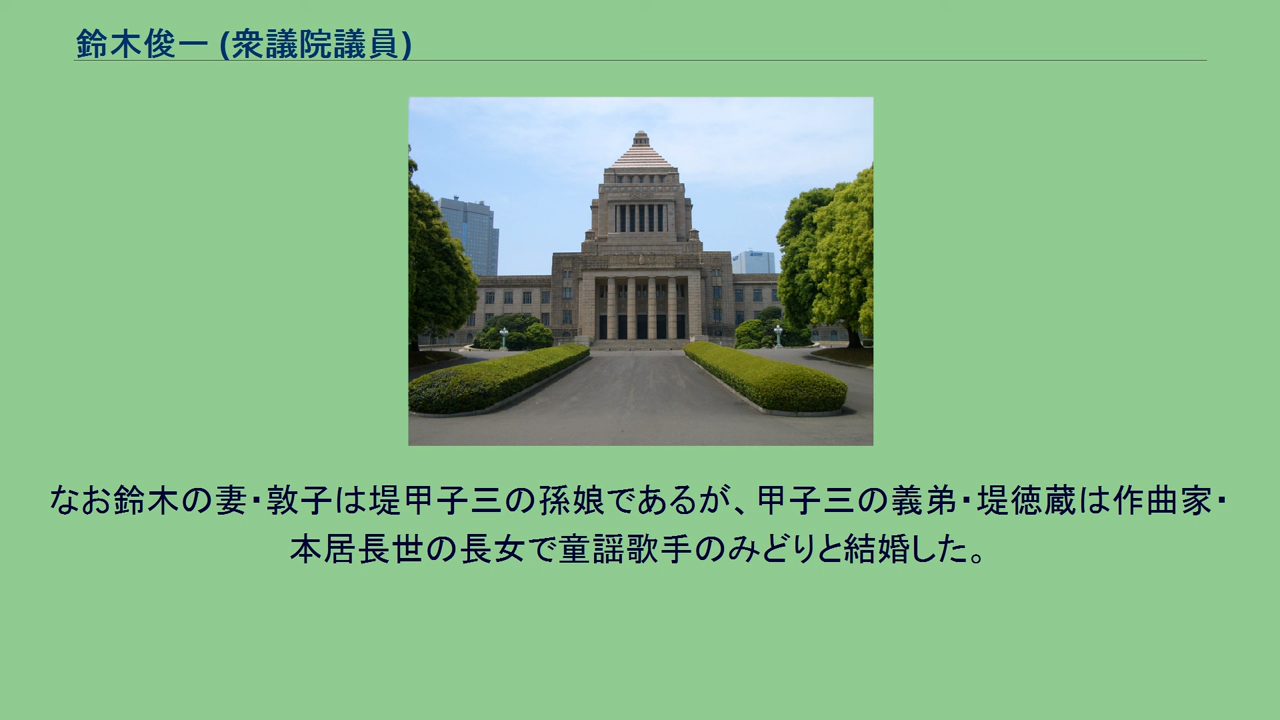 鈴木俊一 (衆議院議員)
なお鈴木の妻・敦子は堤甲子三の孫娘であるが、甲子三の義弟・堤徳蔵は作曲家・
本居長世の長女で童謡歌手のみどりと結婚した。